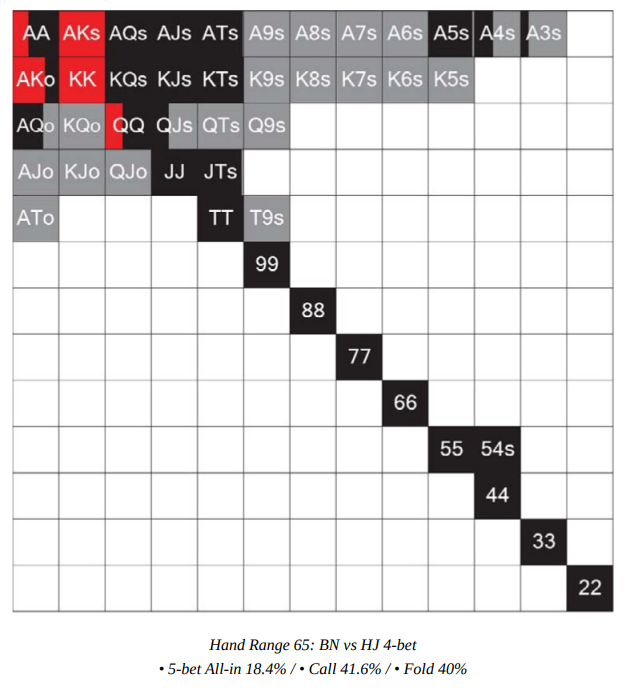 AA AKs AQs AJs ATs A9s A8s A7s A6s A5s A4s A3s
AKo KK KQs KJs KTs K9s K8s K7s K6s K5s
AQo KQo QQ QJs QTs Q9s
AJo KJo QJo JJ JTs
ATo TT T9s
99
88
77
66
55 54s
44
33
22
Hand Range 65: BN vs HJ 4-bet
• 5-bet All-in 18.4% / • Call 41.6% / • Fold 40%